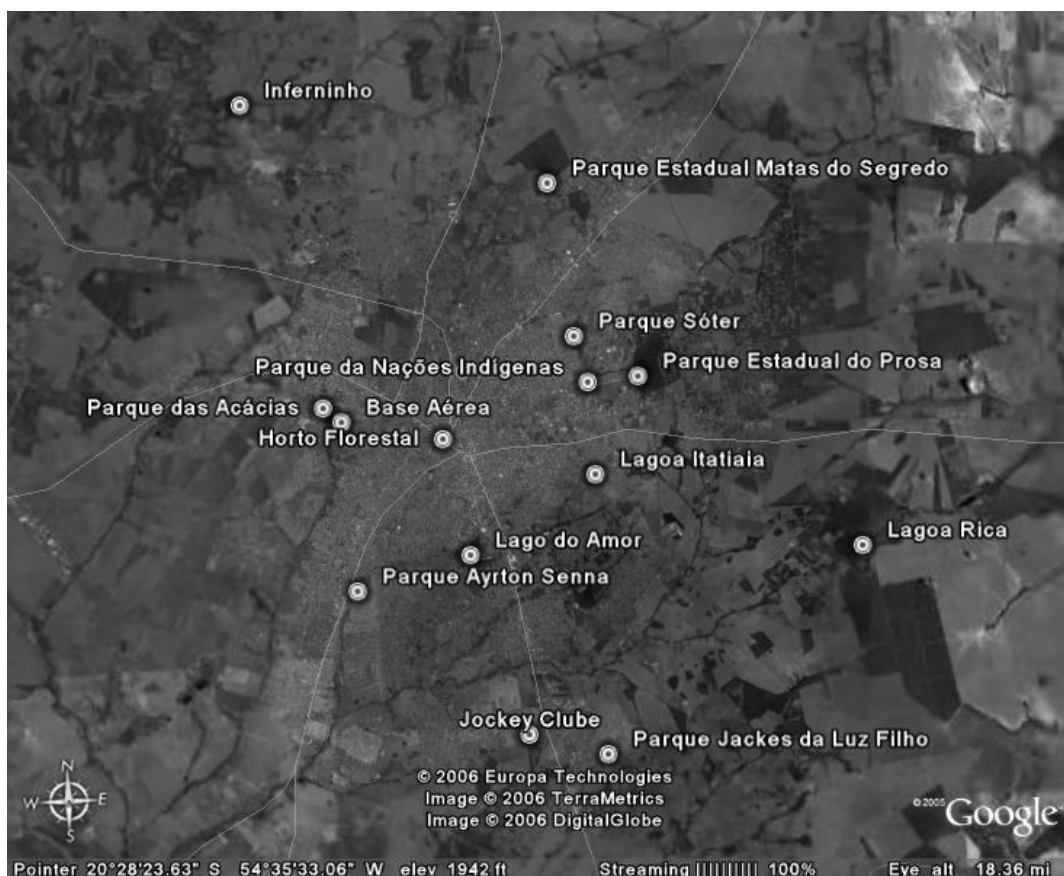 Inferninho
Parque Estadual Matas do Segredo
Parque Sóter
Parque da Nações Indígenas
Parque Estadual do Prosa
Parque das Acácias
Base Aérea
Horto Florestal
Lagoa Itatiaia
Lago do Amor
Lagoa Rica
Parque Ayrton Senna
Jockey Clube
Parque Jackes da Luz Filho
© 2006 Europa Technologies
Image © 2006 TerraMetrics
Image © 2006 DigitalGlobe
N
W E
S
©2005 Google
Pointer 20°28'23.63" S 54°35'33.06" W elev 1942 ft Streaming |||||||||| 100% Eye alt 18.36 mi